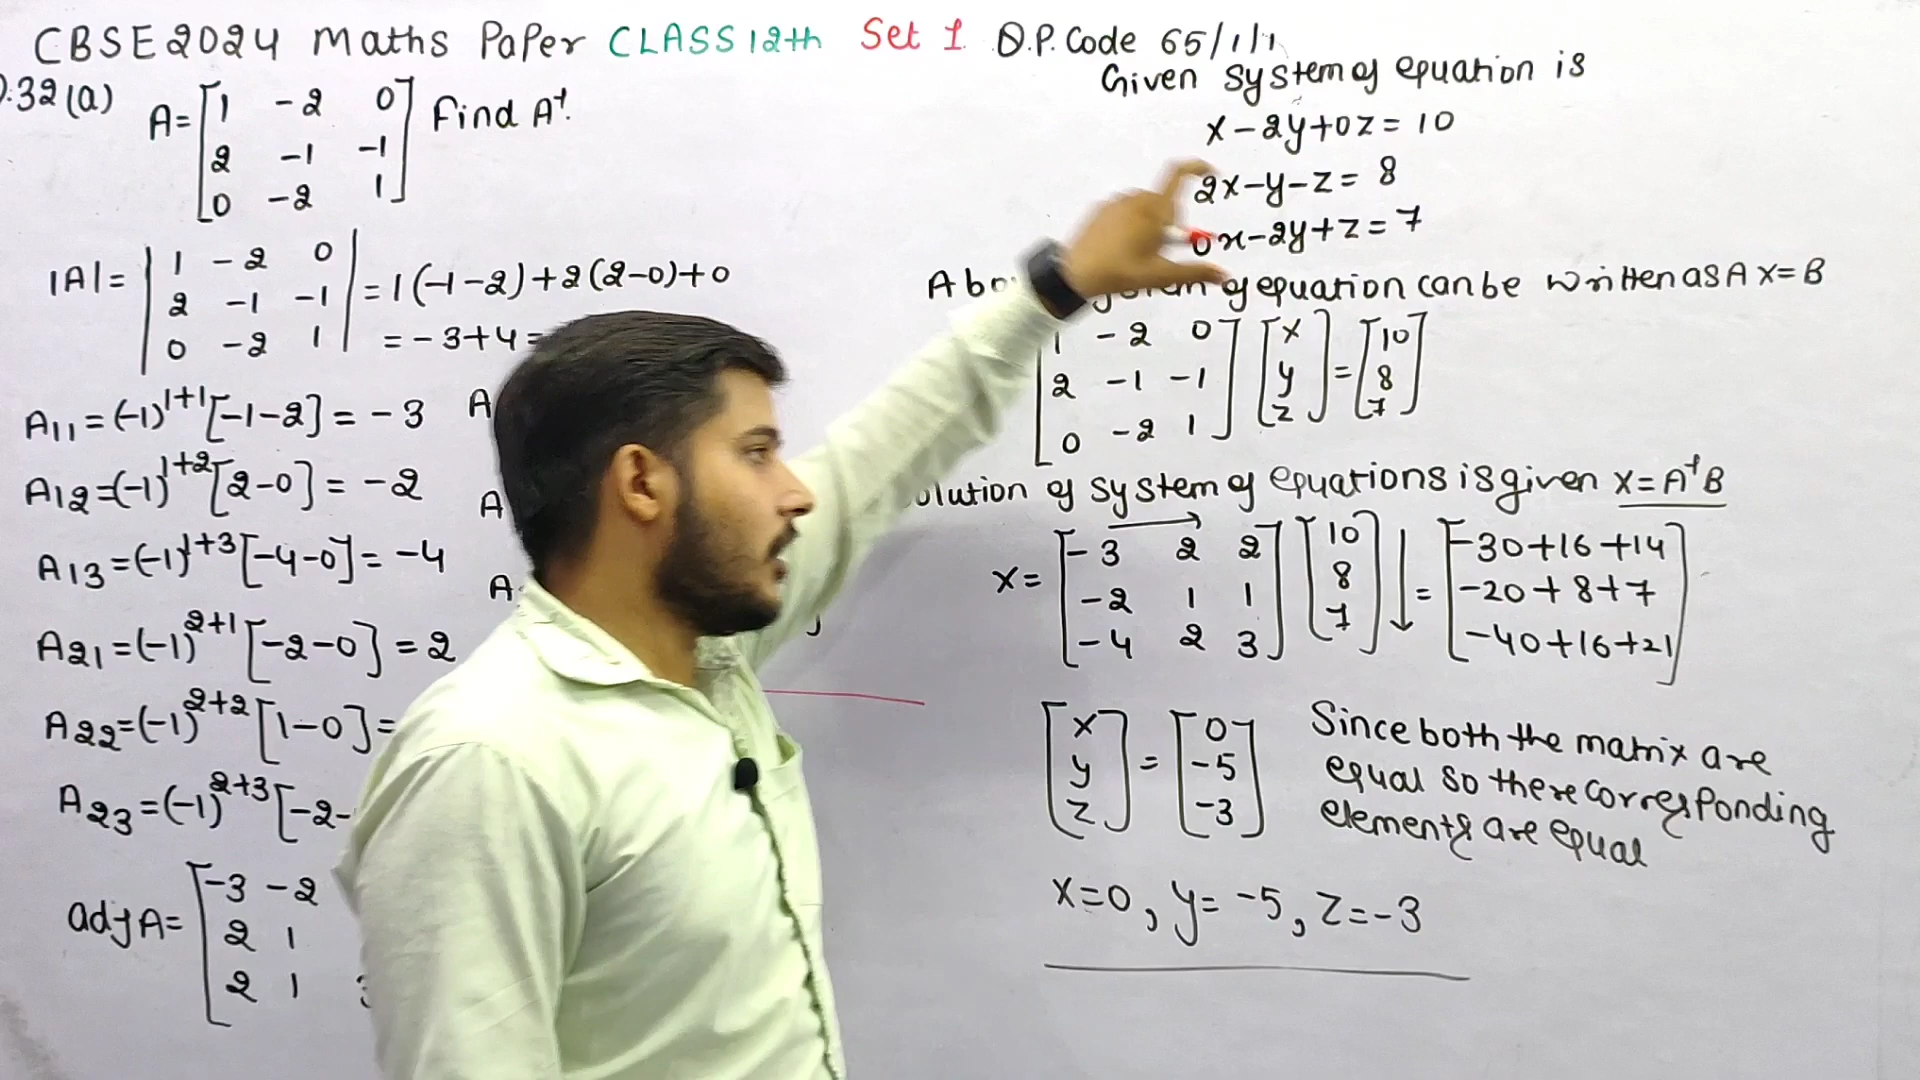 CBSE 2024 Maths Paper CLASS 12th Set 1 Q.P. Code 65/1/1
32(a) A = [1 -2 0] Find A⁻¹.
[2 -1 -1]
[0 -2 1]
|A| = |1 -2 0| = 1(-1-2)+2(2-0)+0
|2 -1 -1|
|0 -2 1| = -3+4=
A11 = (-1)^1+1 [-1-2] = -3 A
A12 = (-1)^1+2 [2-0] = -2 A
A13 = (-1)^1+3 [-4-0] = -4 A
A21 = (-1)^2+1 [-2-0] = 2
A22 = (-1)^2+2 [1-0] =
A23 = (-1)^2+3 [-2-
adj A = [-3 -2
[2 1
[2 1
Given system of equation is
x-2y+0z = 10
2x-y-z = 8
0x-2y+z = 7
of equation can be written as AX=B
[1 -2 0] [x] = [10]
[2 -1 -1] [y] [8]
[0 -2 1] [z] [7]
of system of equations is given X = A⁻¹B
X = [-3 2 2] [10] = [-30+16+14]
[-2 1 1] [8] [-20+8+7]
[-4 2 3] [7] [-40+16+21]
[x] = [0]
[y] [-5]
[z] [-3]
Since both the matrix are
equal so there corresponding
elements are equal
x=0, y=-5, z=-3